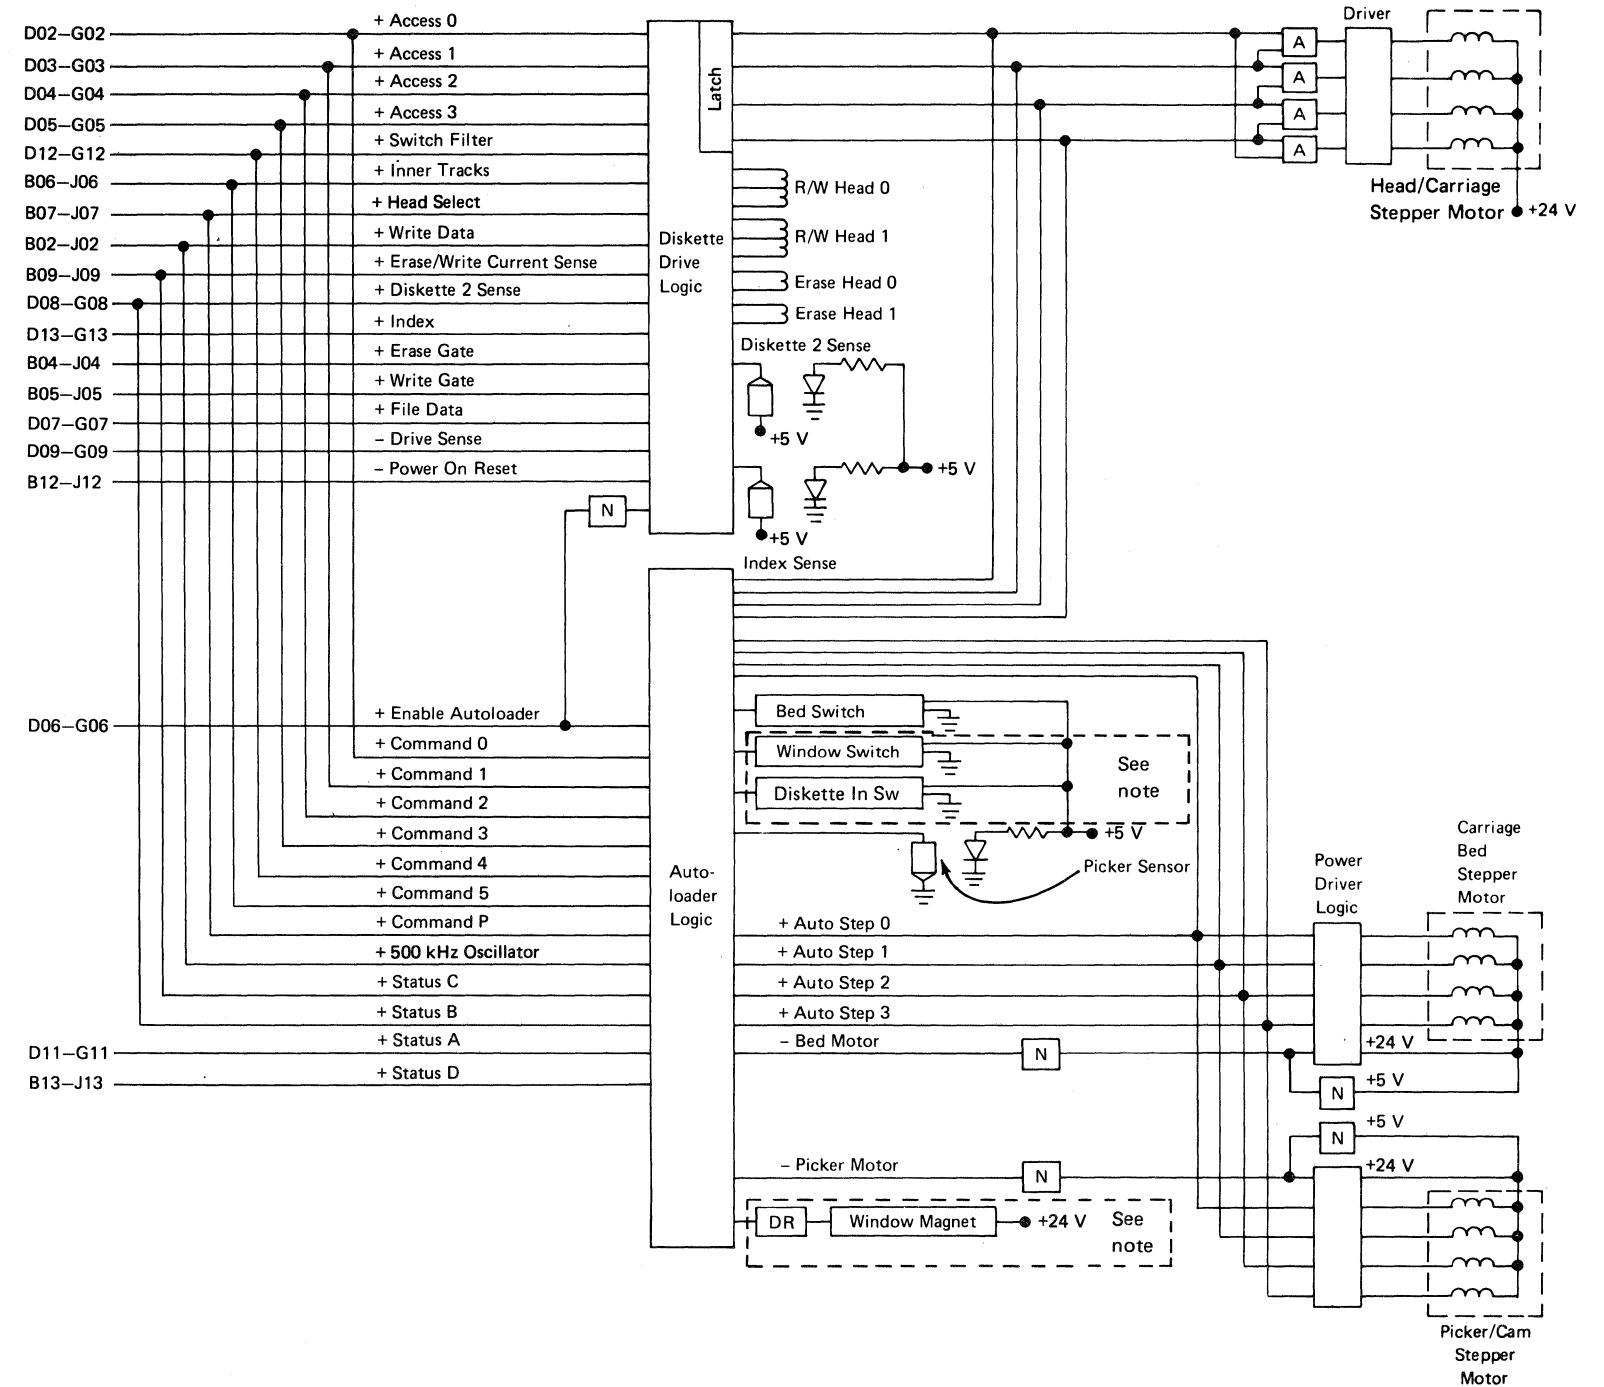 D02–G02
+ Access 0
D03–G03
+ Access 1
D04–G04
+ Access 2
D05–G05
+ Access 3
D12–G12
+ Switch Filter
B06–J06
+ Inner Tracks
B07–J07
+ Head Select
B02–J02
+ Write Data
B09–J09
+ Erase/Write Current Sense
D08–G08
+ Diskette 2 Sense
D13–G13
+ Index
B04–J04
+ Erase Gate
B05–J05
+ Write Gate
D07–G07
+ File Data
D09–G09
– Drive Sense
B12–J12
– Power On Reset
N
Latch
Diskette
Drive
Logic
R/W Head 0
R/W Head 1
Erase Head 0
Erase Head 1
Diskette 2 Sense
+5 V
+5 V
+5 V
Index Sense
A
A
A
A
Driver
Head/Carriage
Stepper Motor
+24 V
D06–G06
+ Enable Autoloader
+ Command 0
+ Command 1
+ Command 2
+ Command 3
+ Command 4
+ Command 5
+ Command P
+ 500 kHz Oscillator
+ Status C
+ Status B
D11–G11
+ Status A
B13–J13
+ Status D
Auto-
loader
Logic
Bed Switch
Window Switch
Diskette In Sw
See
note
+5 V
Picker Sensor
+ Auto Step 0
+ Auto Step 1
+ Auto Step 2
+ Auto Step 3
– Bed Motor
N
Power
Driver
Logic
Carriage
Bed
Stepper
Motor
+24 V
N
+5 V
N
+5 V
– Picker Motor
N
+24 V
DR
Window Magnet
+24 V
See
note
Picker/Cam
Stepper
Motor